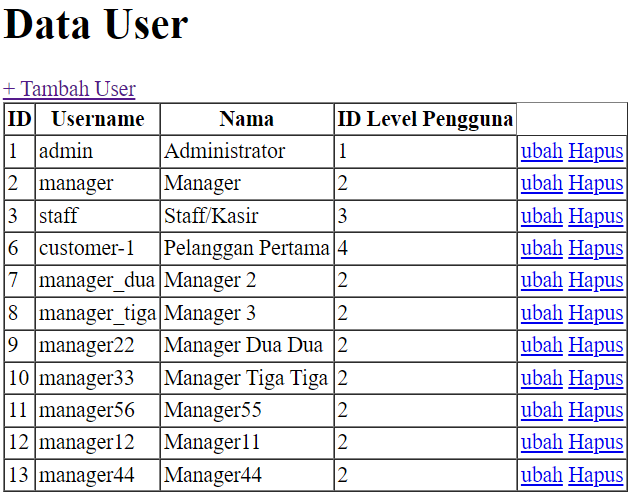 Data User
+ Tambah User
ID Username Nama ID Level Pengguna
1 admin Administrator 1 ubah Hapus
2 manager Manager 2 ubah Hapus
3 staff Staff/Kasir 3 ubah Hapus
6 customer-1 Pelanggan Pertama 4 ubah Hapus
7 manager_dua Manager 2 2 ubah Hapus
8 manager_tiga Manager 3 2 ubah Hapus
9 manager22 Manager Dua Dua 2 ubah Hapus
10 manager33 Manager Tiga Tiga 2 ubah Hapus
11 manager56 Manager55 2 ubah Hapus
12 manager12 Manager11 2 ubah Hapus
13 manager44 Manager44 2 ubah Hapus